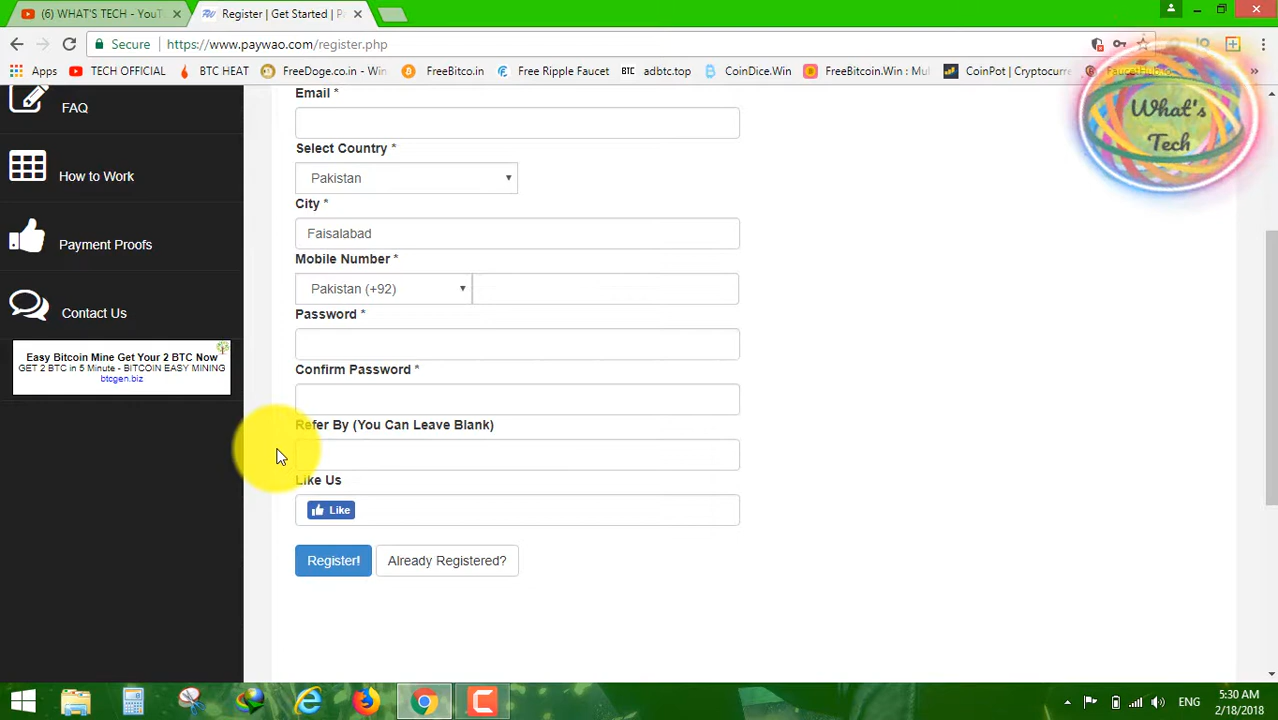 (6) WHAT'S TECH - YouT
Register | Get Started | P
Secure
https://www.paywao.com/register.php
Apps
TECH OFFICIAL
BTC HEAT
FreeDoge.co.in - Win
FreeBitco.in
Free Ripple Faucet
BTC
adbtc.top
CoinDice.Win
FreeBitcoin.Win : Mul
CoinPot | Cryptocurre
FaucetHub
»
What's
Tech
FAQ
How to Work
Payment Proofs
Contact Us
Easy Bitcoin Mine Get Your 2 BTC Now
GET 2 BTC in 5 Minute - BITCOIN EASY MINING
btcgen.biz
Email *
Select Country *
Pakistan
City *
Faisalabad
Mobile Number *
Pakistan (+92)
Password *
Confirm Password *
Refer By (You Can Leave Blank)
Like Us
Like
Register!
Already Registered?
ENG
5:30 AM
2/18/2018